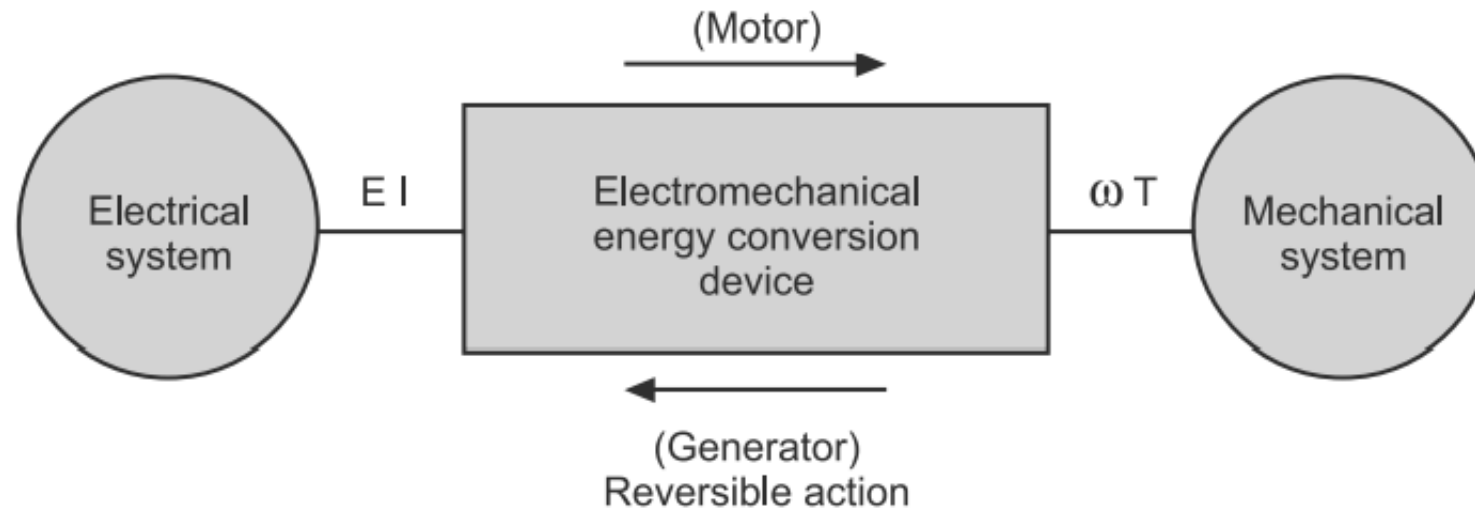 (Motor)
Electrical
system
E I
Electromechanical
energy conversion
device
ω T
Mechanical
system
(Generator)
Reversible action